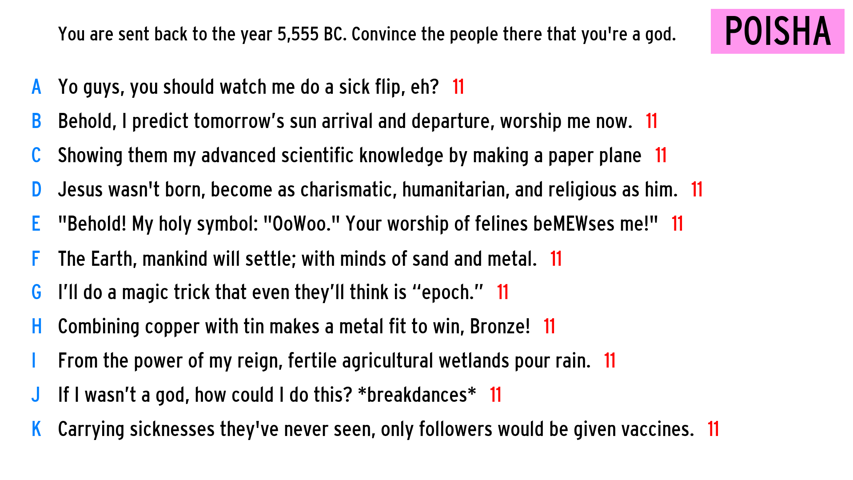 You are sent back to the year 5,555 BC. Convince the people there that you're a god.
POISHA
A Yo guys, you should watch me do a sick flip, eh? 11
B Behold, I predict tomorrow’s sun arrival and departure, worship me now. 11
C Showing them my advanced scientific knowledge by making a paper plane 11
D Jesus wasn't born, become as charismatic, humanitarian, and religious as him. 11
E "Behold! My holy symbol: "OoWoo." Your worship of felines beMEWses me!" 11
F The Earth, mankind will settle; with minds of sand and metal. 11
G I’ll do a magic trick that even they’ll think is “epoch.” 11
H Combining copper with tin makes a metal fit to win, Bronze! 11
I From the power of my reign, fertile agricultural wetlands pour rain. 11
J If I wasn’t a god, how could I do this? *breakdances* 11
K Carrying sicknesses they've never seen, only followers would be given vaccines. 11